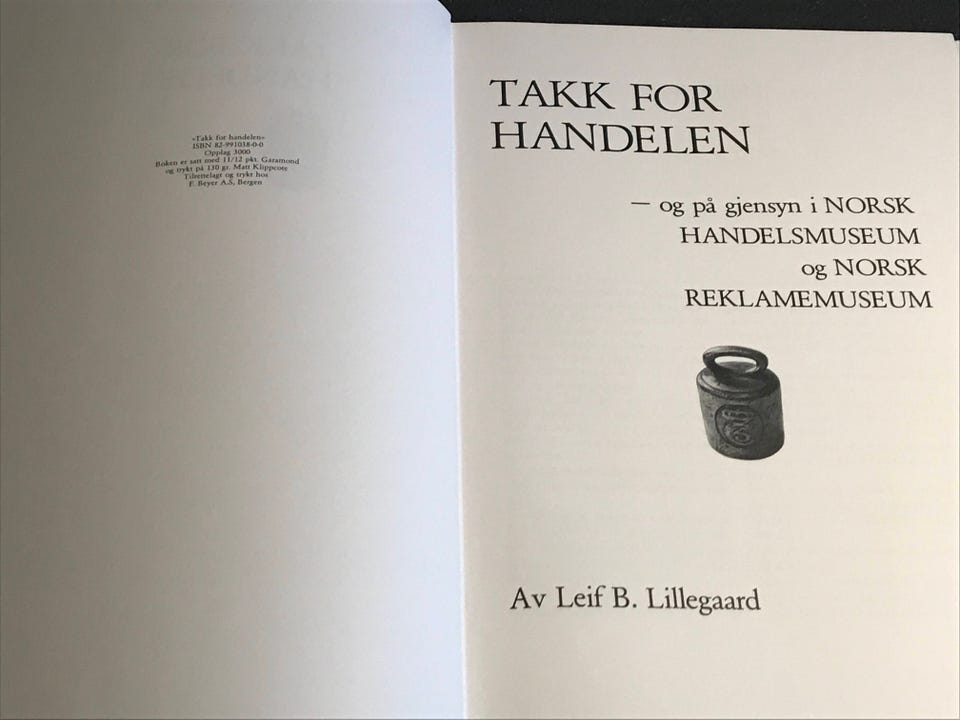 «Takk for handelen»
ISBN 82-991038-0-0
Opplag 3000
Boken er satt med 11/12 pkt. Garamond
og trykt på 130 gr. Matt Klippcote
Tilrettelagt og trykt hos
F. Beyer A.S, Bergen
TAKK FOR
HANDELEN
— og på gjensyn i NORSK
HANDELSMUSEUM
og NORSK
REKLAMEMUSEUM
Av Leif B. Lillegaard